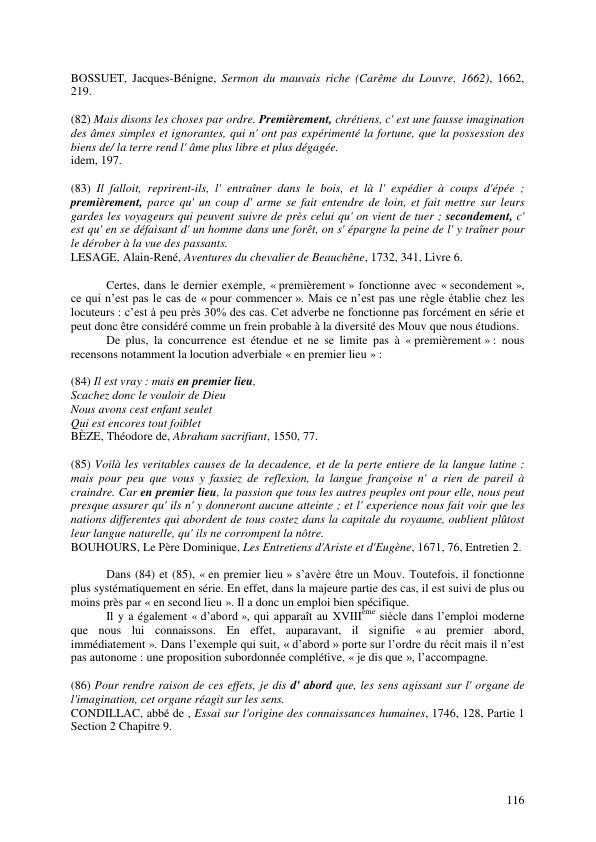 BOSSUET, Jacques-Bénigne, Sermon du mauvais riche (Carême du Louvre, 1662), 1662,
219.
(82) Mais disons les choses par ordre. Premièrement, chrétiens, c' est une fausse imagination
des âmes simples et ignorantes, qui n' ont pas expérimenté la fortune, que la possession des
biens de/ la terre rend l' âme plus libre et plus dégagée.
idem, 197.
(83) Il falloit, reprirent-ils, l' entraîner dans le bois, et là l' expédier à coups d'épée ;
premièrement, parce qu' un coup d' arme se fait entendre de loin, et fait mettre sur leurs
gardes les voyageurs qui peuvent suivre de près celui qu' on vient de tuer ; secondement, c'
est qu' en se défaisant d' un homme dans une forêt, on s' épargne la peine de l' y traîner pour
le dérober à la vue des passants.
LESAGE, Alain-René, Aventures du chevalier de Beauchêne, 1732, 341, Livre 6.
Certes, dans le dernier exemple, « premièrement » fonctionne avec « secondement »,
ce qui n'est pas le cas de « pour commencer ». Mais ce n'est pas une règle établie chez les
locuteurs : c'est à peu près 30% des cas. Cet adverbe ne fonctionne pas forcément en série et
peut donc être considéré comme un frein probable à la diversité des Mouv que nous étudions.
De plus, la concurrence est étendue et ne se limite pas à « premièrement » : nous
recensons notamment la locution adverbiale « en premier lieu » :
(84) Il est vray : mais en premier lieu,
Scachez donc le vouloir de Dieu
Nous avons cest enfant seulet
Qui est encores tout foiblet
BÈZE, Théodore de, Abraham sacrifiant, 1550, 77.
(85) Voilà les veritables causes de la decadence, et de la perte entiere de la langue latine :
mais pour peu que vous y fassiez de reflexion, la langue françoise n' a rien de pareil à
craindre. Car en premier lieu, la passion que tous les autres peuples ont pour elle, nous peut
presque assurer qu' ils n' y donneront aucune atteinte ; et l' experience nous fait voir que les
nations differentes qui abordent de tous costez dans la capitale du royaume, oublient plûtost
leur langue naturelle, qu' ils ne corrompent la nôtre.
BOUHOURS, Le Père Dominique, Les Entretiens d'Ariste et d'Eugène, 1671, 76, Entretien 2.
Dans (84) et (85), « en premier lieu » s'avère être un Mouv. Toutefois, il fonctionne
plus systématiquement en série. En effet, dans la majeure partie des cas, il est suivi de plus ou
moins près par « en second lieu ». Il a donc un emploi bien spécifique.
Il y a également « d'abord », qui apparaît au XVIIIème siècle dans l'emploi moderne
que nous lui connaissons. En effet, auparavant, il signifie « au premier abord,
immédiatement ». Dans l'exemple qui suit, « d'abord » porte sur l'ordre du récit mais il n'est
pas autonome : une proposition subordonnée complétive, « je dis que », l'accompagne.
(86) Pour rendre raison de ces effets, je dis d' abord que, les sens agissant sur l' organe de
l'imagination, cet organe réagit sur les sens.
CONDILLAC, abbé de , Essai sur l'origine des connaissances humaines, 1746, 128, Partie 1
Section 2 Chapitre 9.
116